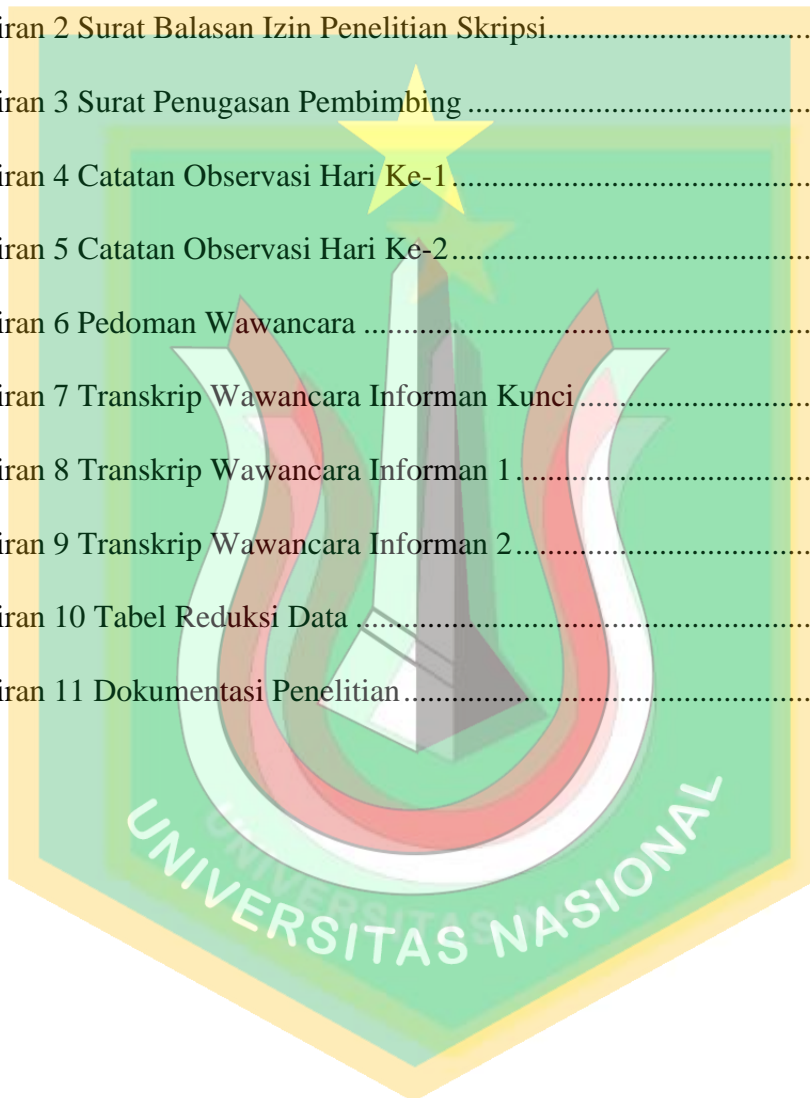 iran 2 Surat Balasan Izin Penelitian Skripsi...................................
iran 3 Surat Penugasan Pembimbing ..............................................
iran 4 Catatan Observasi Hari Ke-1................................................
iran 5 Catatan Observasi Hari Ke-2................................................
iran 6 Pedoman Wawancara ............................................................
iran 7 Transkrip Wawancara Informan Kunci ...............................
iran 8 Transkrip Wawancara Informan 1 .......................................
iran 9 Transkrip Wawancara Informan 2.......................................
iran 10 Tabel Reduksi Data .............................................................
iran 11 Dokumentasi Penelitian......................................................
UNIVERSITAS NASIONAL